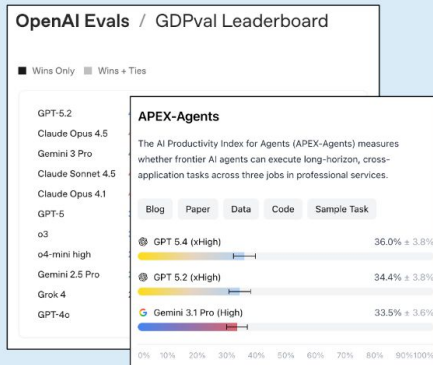 OpenAI Evals / GDPval Leaderboard
Wins Only Wins + Ties
GPT-5.2
Claude Opus 4.5
Gemini 3 Pro
Claude Sonnet 4.5
Claude Opus 4.1
GPT-5
o3
o4-mini high
Gemini 2.5 Pro
Grok 4
GPT-4o
APEX-Agents
The AI Productivity Index for Agents (APEX-Agents) measures
whether frontier AI agents can execute long-horizon, cross-
application tasks across three jobs in professional services.
Blog Paper Data Code Sample Task
GPT 5.4 (xHigh) 36.0% ± 3.8%
GPT 5.2 (xHigh) 34.4% ± 3.8%
Gemini 3.1 Pro (High) 33.5% ± 3.6%
0% 10% 20% 30% 40% 50% 60% 70% 80% 90% 100%